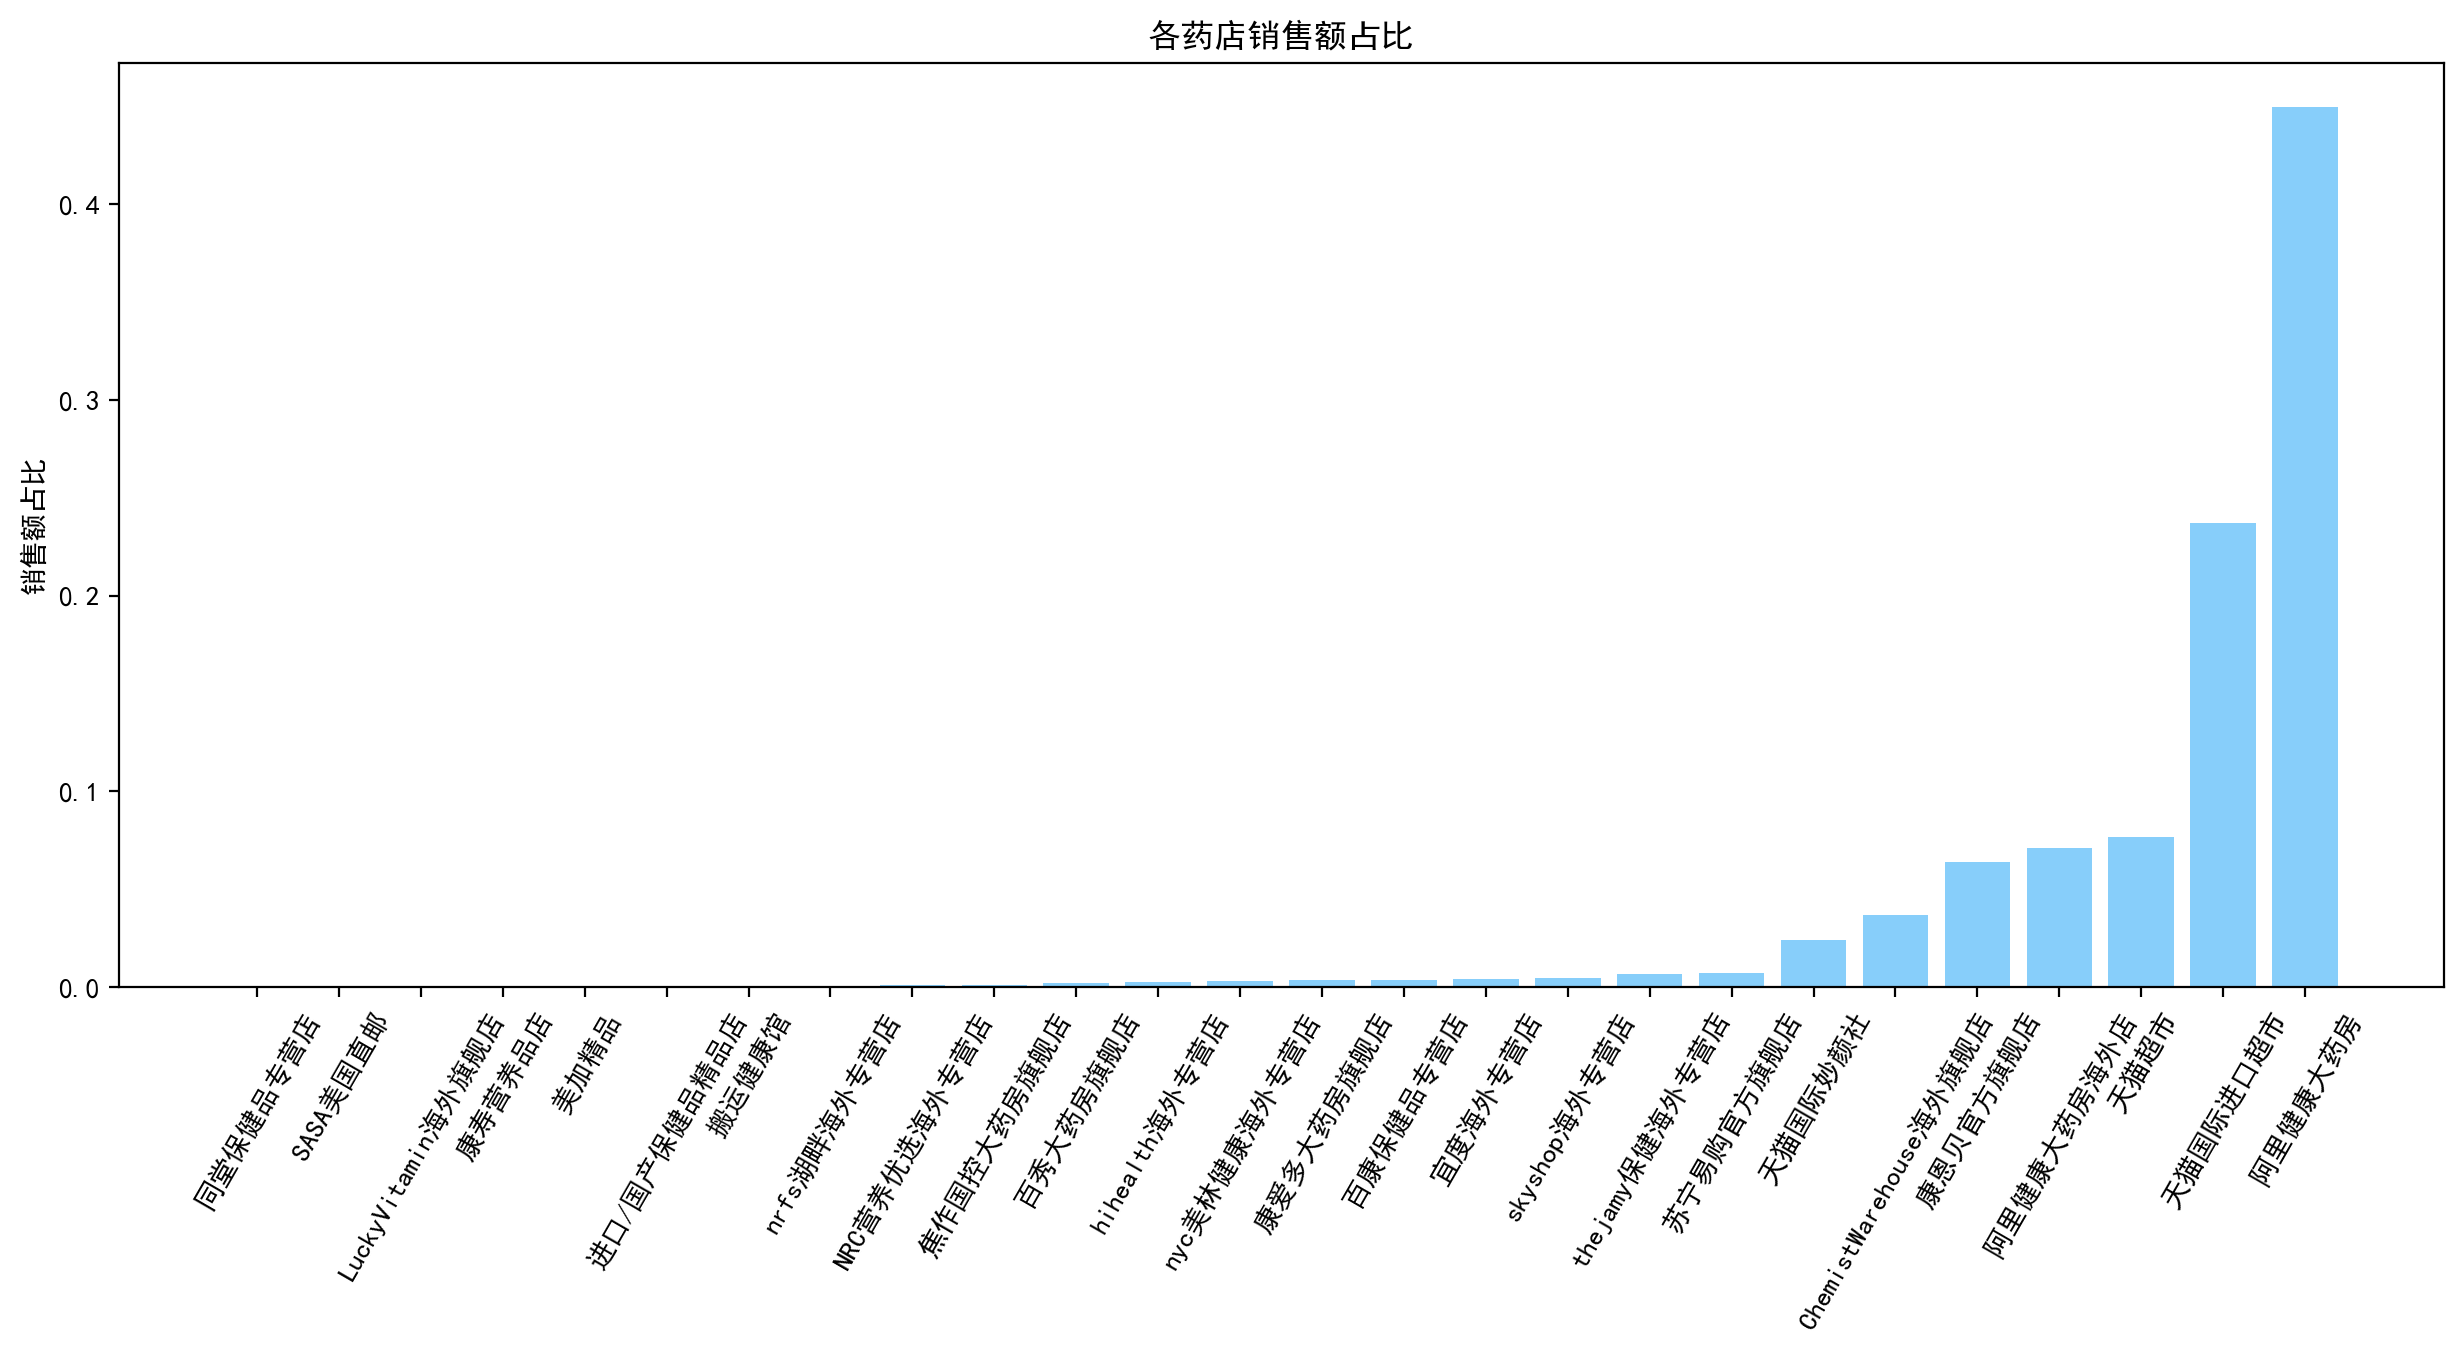 各药店销售额占比
销售额占比
0.4
0.3
0.2
0.1
0.0
同堂保健品专营店
SASA美国直邮
LuckyVitamin海外旗舰店
康寿营养品店
美加精品
进口/国产保健品精品店
搬运健康馆
nrfs湖畔海外专营店
NRC营养优选海外专营店
焦作国控大药房旗舰店
百秀大药房旗舰店
hihealth海外专营店
nyc美林健康海外专营店
康爱多大药房旗舰店
百康保健品专营店
宜度海外专营店
skyshop海外专营店
thejamy保健海外专营店
苏宁易购官方旗舰店
天猫国际妙颜社
ChemistWarehouse海外旗舰店
康恩贝官方旗舰店
阿里健康大药房海外店
天猫超市
天猫国际进口超市
阿里健康大药房